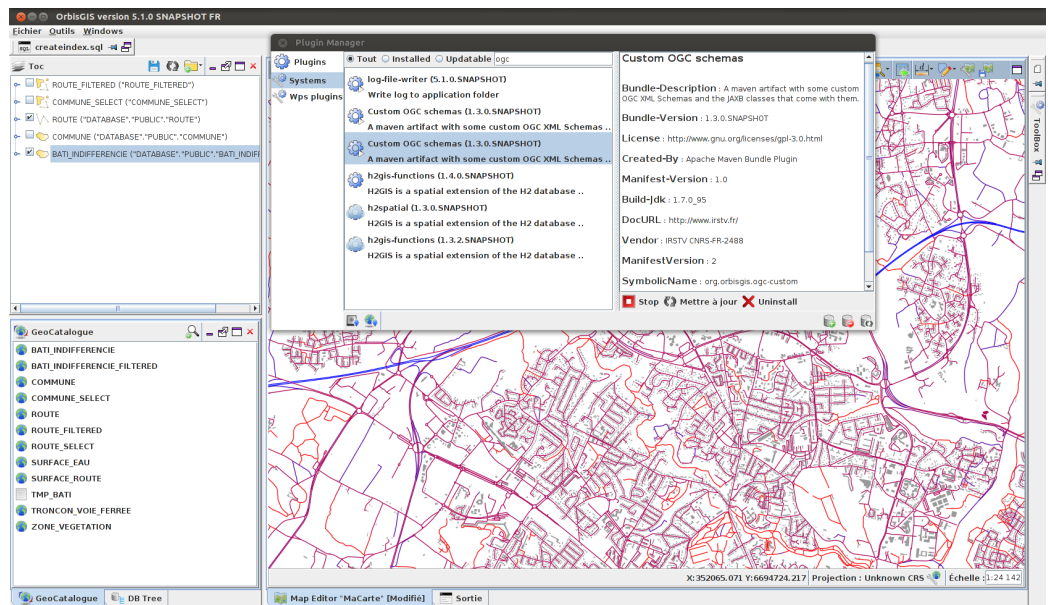 OrbisGIS version 5.1.0 SNAPSHOT FR
Fichier Outils Windows
createindex.sql
Toc
ROUTE_FILTERED ("ROUTE_FILTERED")
COMMUNE_SELECT ("COMMUNE_SELECT")
ROUTE ("DATABASE"."PUBLIC"."ROUTE")
COMMUNE ("DATABASE"."PUBLIC"."COMMUNE")
BATI_INDIFFERENCIE ("DATABASE"."PUBLIC"."BATI_INDIFF
GeoCatalogue
BATI_INDIFFERENCIE
BATI_INDIFFERENCIE_FILTERED
COMMUNE
COMMUNE_SELECT
ROUTE
ROUTE_FILTERED
ROUTE_SELECT
SURFACE_EAU
SURFACE_ROUTE
TMP_BATI
TRONCON_VOIE_FERREE
ZONE_VEGETATION
GeoCatalogue DB Tree
Plugin Manager
Plugins
Systems
Wps plugins
Tout Installed Updatable ogc
log-file-writer (5.1.0.SNAPSHOT)
Write log to application folder
Custom OGC schemas (1.3.0.SNAPSHOT)
A maven artifact with some custom OGC XML Schemas ..
Custom OGC schemas (1.3.0.SNAPSHOT)
A maven artifact with some custom OGC XML Schemas ..
h2gis-functions (1.4.0.SNAPSHOT)
H2GIS is a spatial extension of the H2 database ..
h2spatial (1.3.0.SNAPSHOT)
H2GIS is a spatial extension of the H2 database ..
h2gis-functions (1.3.2.SNAPSHOT)
H2GIS is a spatial extension of the H2 database ..
Custom OGC schemas
Bundle-Description : A maven artifact with some custom
OGC XML Schemas and the JAXB classes that come with them.
Bundle-Version : 1.3.0.SNAPSHOT
License : http://www.gnu.org/licenses/gpl-3.0.html
Created-By : Apache Maven Bundle Plugin
Manifest-Version : 1.0
Build-Jdk : 1.7.0_95
DocURL : http://www.irstv.fr/
Vendor : IRSTV CNRS-FR-2488
ManifestVersion : 2
SymbolicName : org.orbisgis.ogc-custom
Stop Mettre à jour Uninstall
ToolBox
X:352065.071 Y:6694724.217 Projection : Unknown CRS Échelle :1:24 142
Map Editor "MaCarte" [Modifié] Sortie